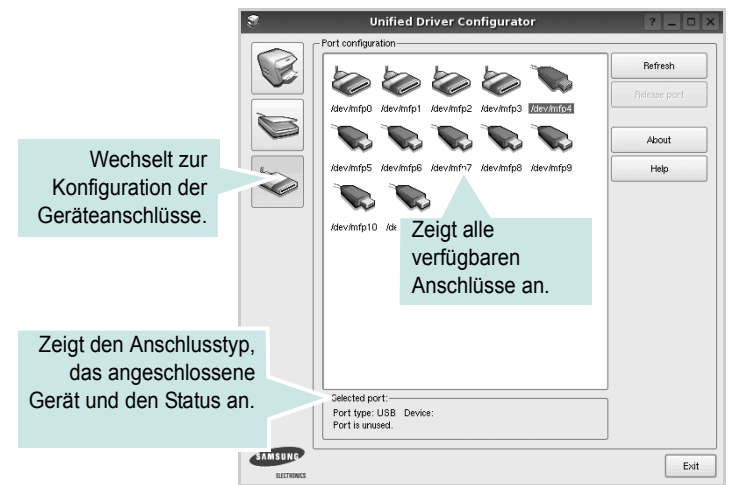 Unified Driver Configurator
Port configuration
/dev/mfp0 /dev/mfp1 /dev/mfp2 /dev/mfp3 /dev/mfp4
/dev/mfp5 /dev/mfp6 /dev/mfp7 /dev/mfp8 /dev/mfp9
/dev/mfp10
Refresh
Release port
About
Help
Wechselt zur
Konfiguration der
Geräteanschlüsse.
Zeigt alle
verfügbaren
Anschlüsse an.
Zeigt den Anschlusstyp,
das angeschlossene
Gerät und den Status an.
Selected port:
Port type: USB Device:
Port is unused.
SAMSUNG
ELECTRONICS
Exit